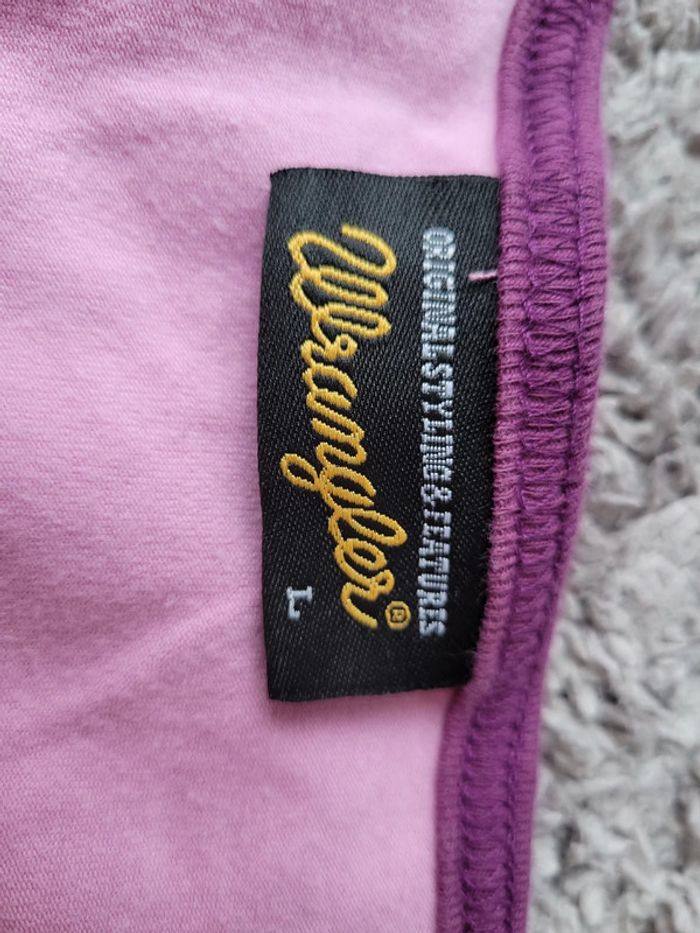 ORIGINAL STYLING & FEATURES
Wrangler®
L